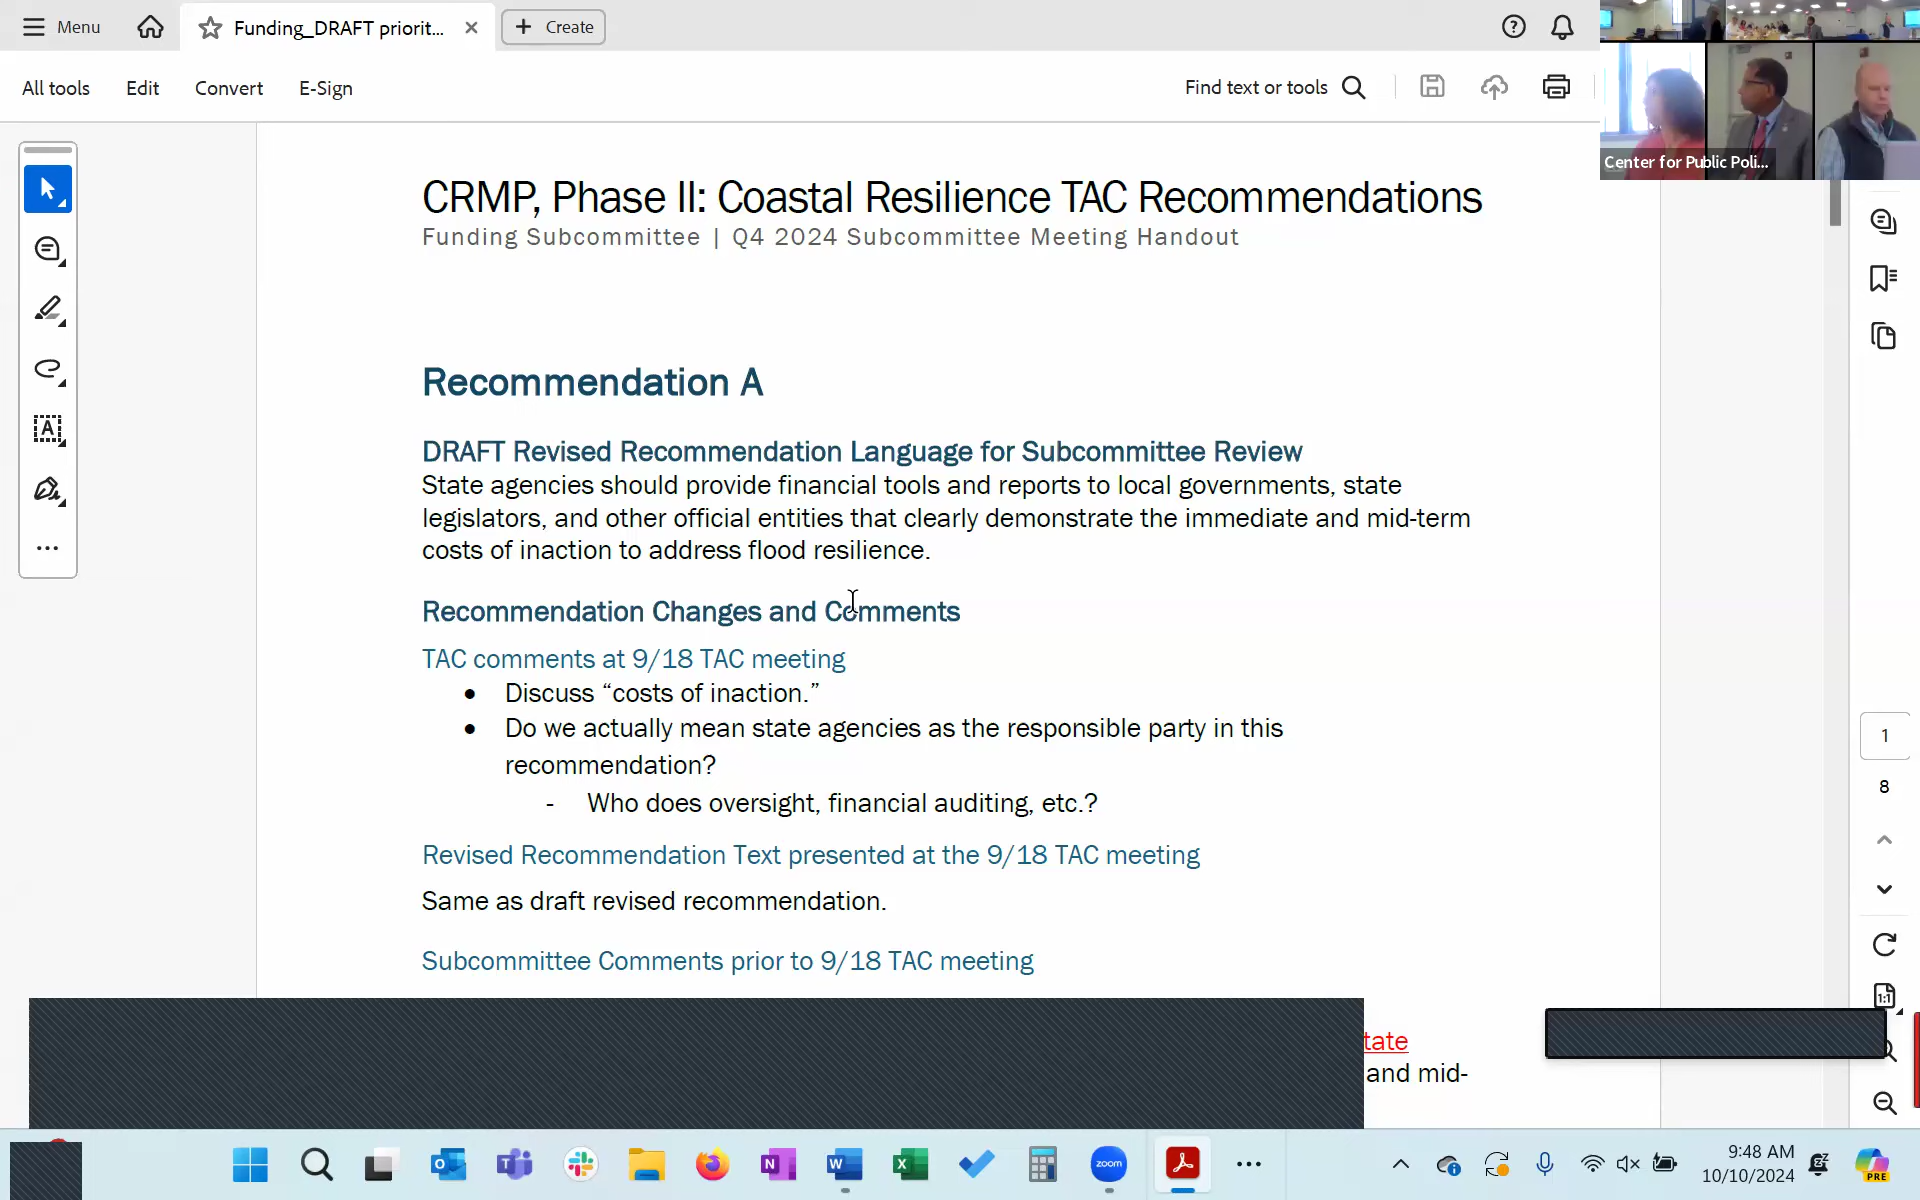 Menu
Funding_DRAFT priorit...
Create
All tools
Edit
Convert
E-Sign
Find text or tools
Center for Public Poli...
CRMP, Phase II: Coastal Resilience TAC Recommendations
Funding Subcommittee | Q4 2024 Subcommittee Meeting Handout
Recommendation A
DRAFT Revised Recommendation Language for Subcommittee Review
State agencies should provide financial tools and reports to local governments, state
legislators, and other official entities that clearly demonstrate the immediate and mid-term
costs of inaction to address flood resilience.
Recommendation Changes and Comments
TAC comments at 9/18 TAC meeting
• Discuss “costs of inaction.”
• Do we actually mean state agencies as the responsible party in this
recommendation?
- Who does oversight, financial auditing, etc.?
Revised Recommendation Text presented at the 9/18 TAC meeting
Same as draft revised recommendation.
Subcommittee Comments prior to 9/18 TAC meeting
tate
and mid-
1
8
1:1
zoom
9:48 AM
10/10/2024
PRE